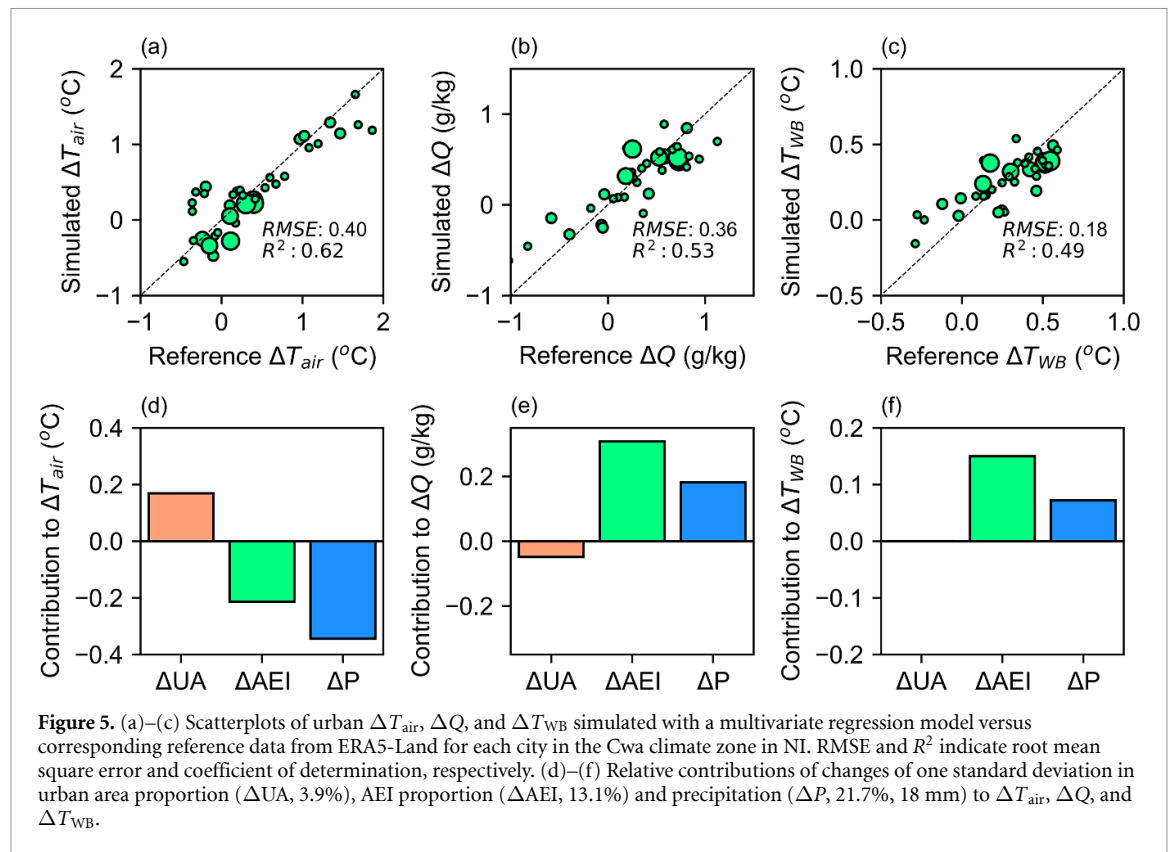 (a)
(b)
(c)
Simulated ΔT_air (°C)
2
1
0
−1
−1 0 1 2
RMSE: 0.40
R² : 0.62
Reference ΔT_air (°C)
Simulated ΔQ (g/kg)
1
0
−1
−1 0 1
RMSE: 0.36
R² : 0.53
Reference ΔQ (g/kg)
Simulated ΔT_WB (°C)
1.0
0.5
0.0
−0.5
−0.5 0.0 0.5 1.0
RMSE: 0.18
R² : 0.49
Reference ΔT_WB (°C)
(d)
(e)
(f)
Contribution to ΔT_air (°C)
0.4
0.2
0.0
−0.2
−0.4
ΔUA ΔAEI ΔP
Contribution to ΔQ (g/kg)
0.2
0.0
−0.2
ΔUA ΔAEI ΔP
Contribution to ΔT_WB (°C)
0.2
0.1
0.0
−0.1
−0.2
ΔUA ΔAEI ΔP
Figure 5. (a)–(c) Scatterplots of urban ΔT_air, ΔQ, and ΔT_WB simulated with a multivariate regression model versus
corresponding reference data from ERA5-Land for each city in the Cwa climate zone in NI. RMSE and R² indicate root mean
square error and coefficient of determination, respectively. (d)–(f) Relative contributions of changes of one standard deviation in
urban area proportion (ΔUA, 3.9%), AEI proportion (ΔAEI, 13.1%) and precipitation (ΔP, 21.7%, 18 mm) to ΔT_air, ΔQ, and
ΔT_WB.